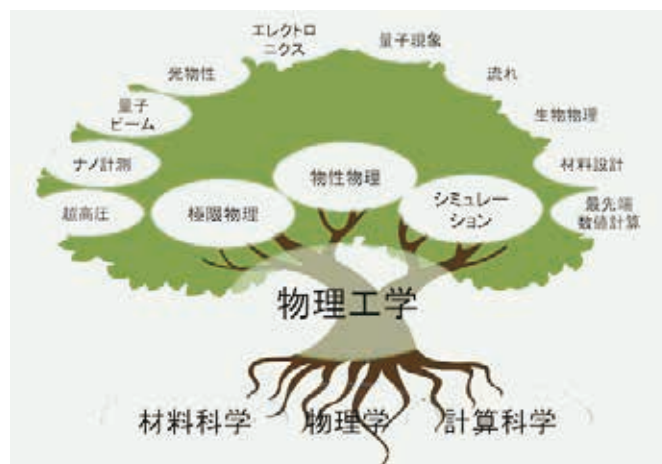 エレクトロ
ニクス
量子現象
光物性
流れ
量子
ビーム
生物物理
ナノ計測
物性物理
材料設計
超高圧
極限物理
シミュレー
ション
最先端
数値計算
物理工学
材料科学
物理学
計算科学